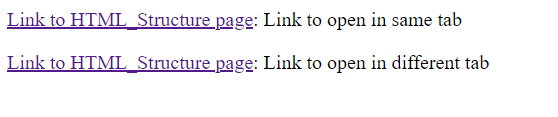 Link to HTML_Structure page: Link to open in same tab
Link to HTML_Structure page: Link to open in different tab